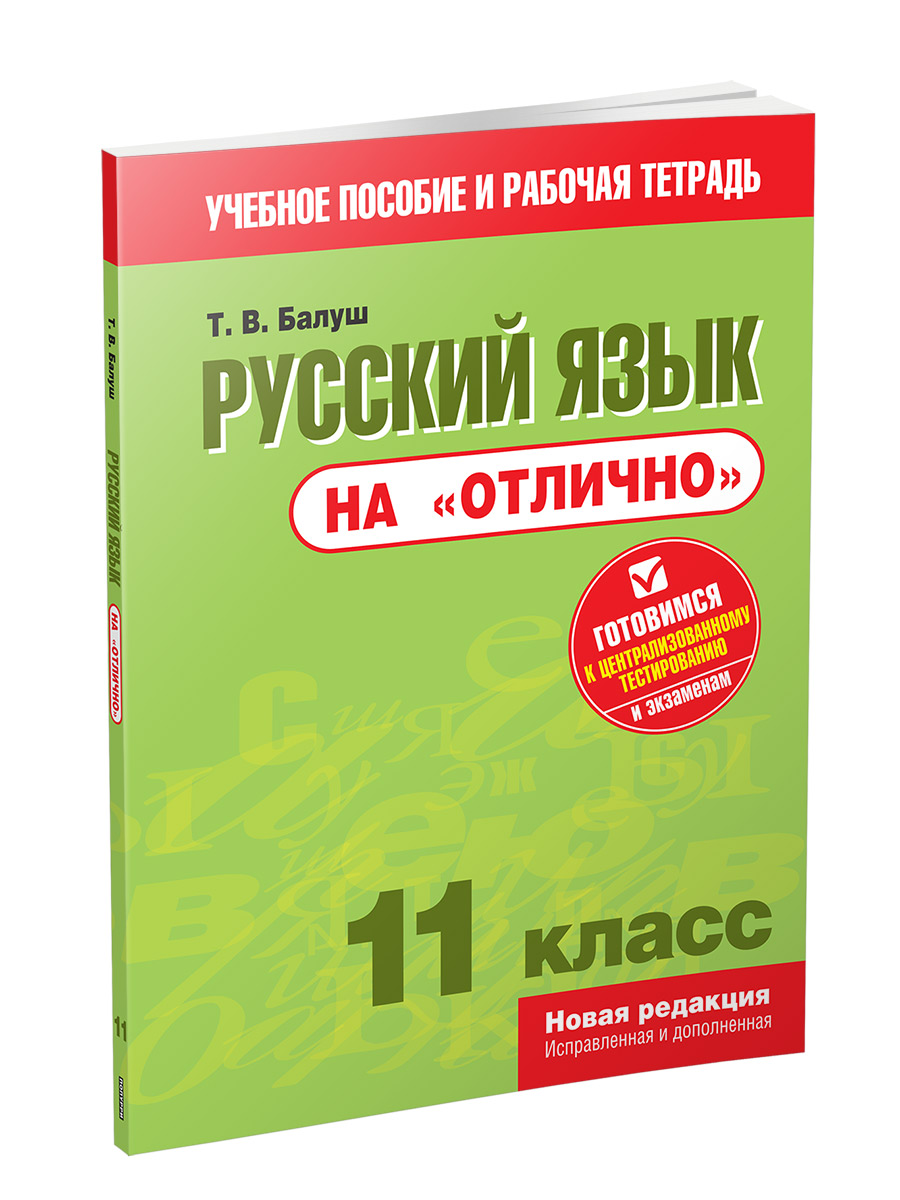 УЧЕБНОЕ ПОСОБИЕ И РАБОЧАЯ ТЕТРАДЬ
Т. В. Балуш
РУССКИЙ ЯЗЫК
НА «ОТЛИЧНО»
ГОТОВИМСЯ
К ЦЕНТРАЛИЗОВАННОМУ
ТЕСТИРОВАНИЮ
И ЭКЗАМЕНАМ
11 класс
Новая редакция
Исправленная и дополненная
Т. В. Балуш
РУССКИЙ ЯЗЫК
НА «ОТЛИЧНО»
11
ПОПУРРИ